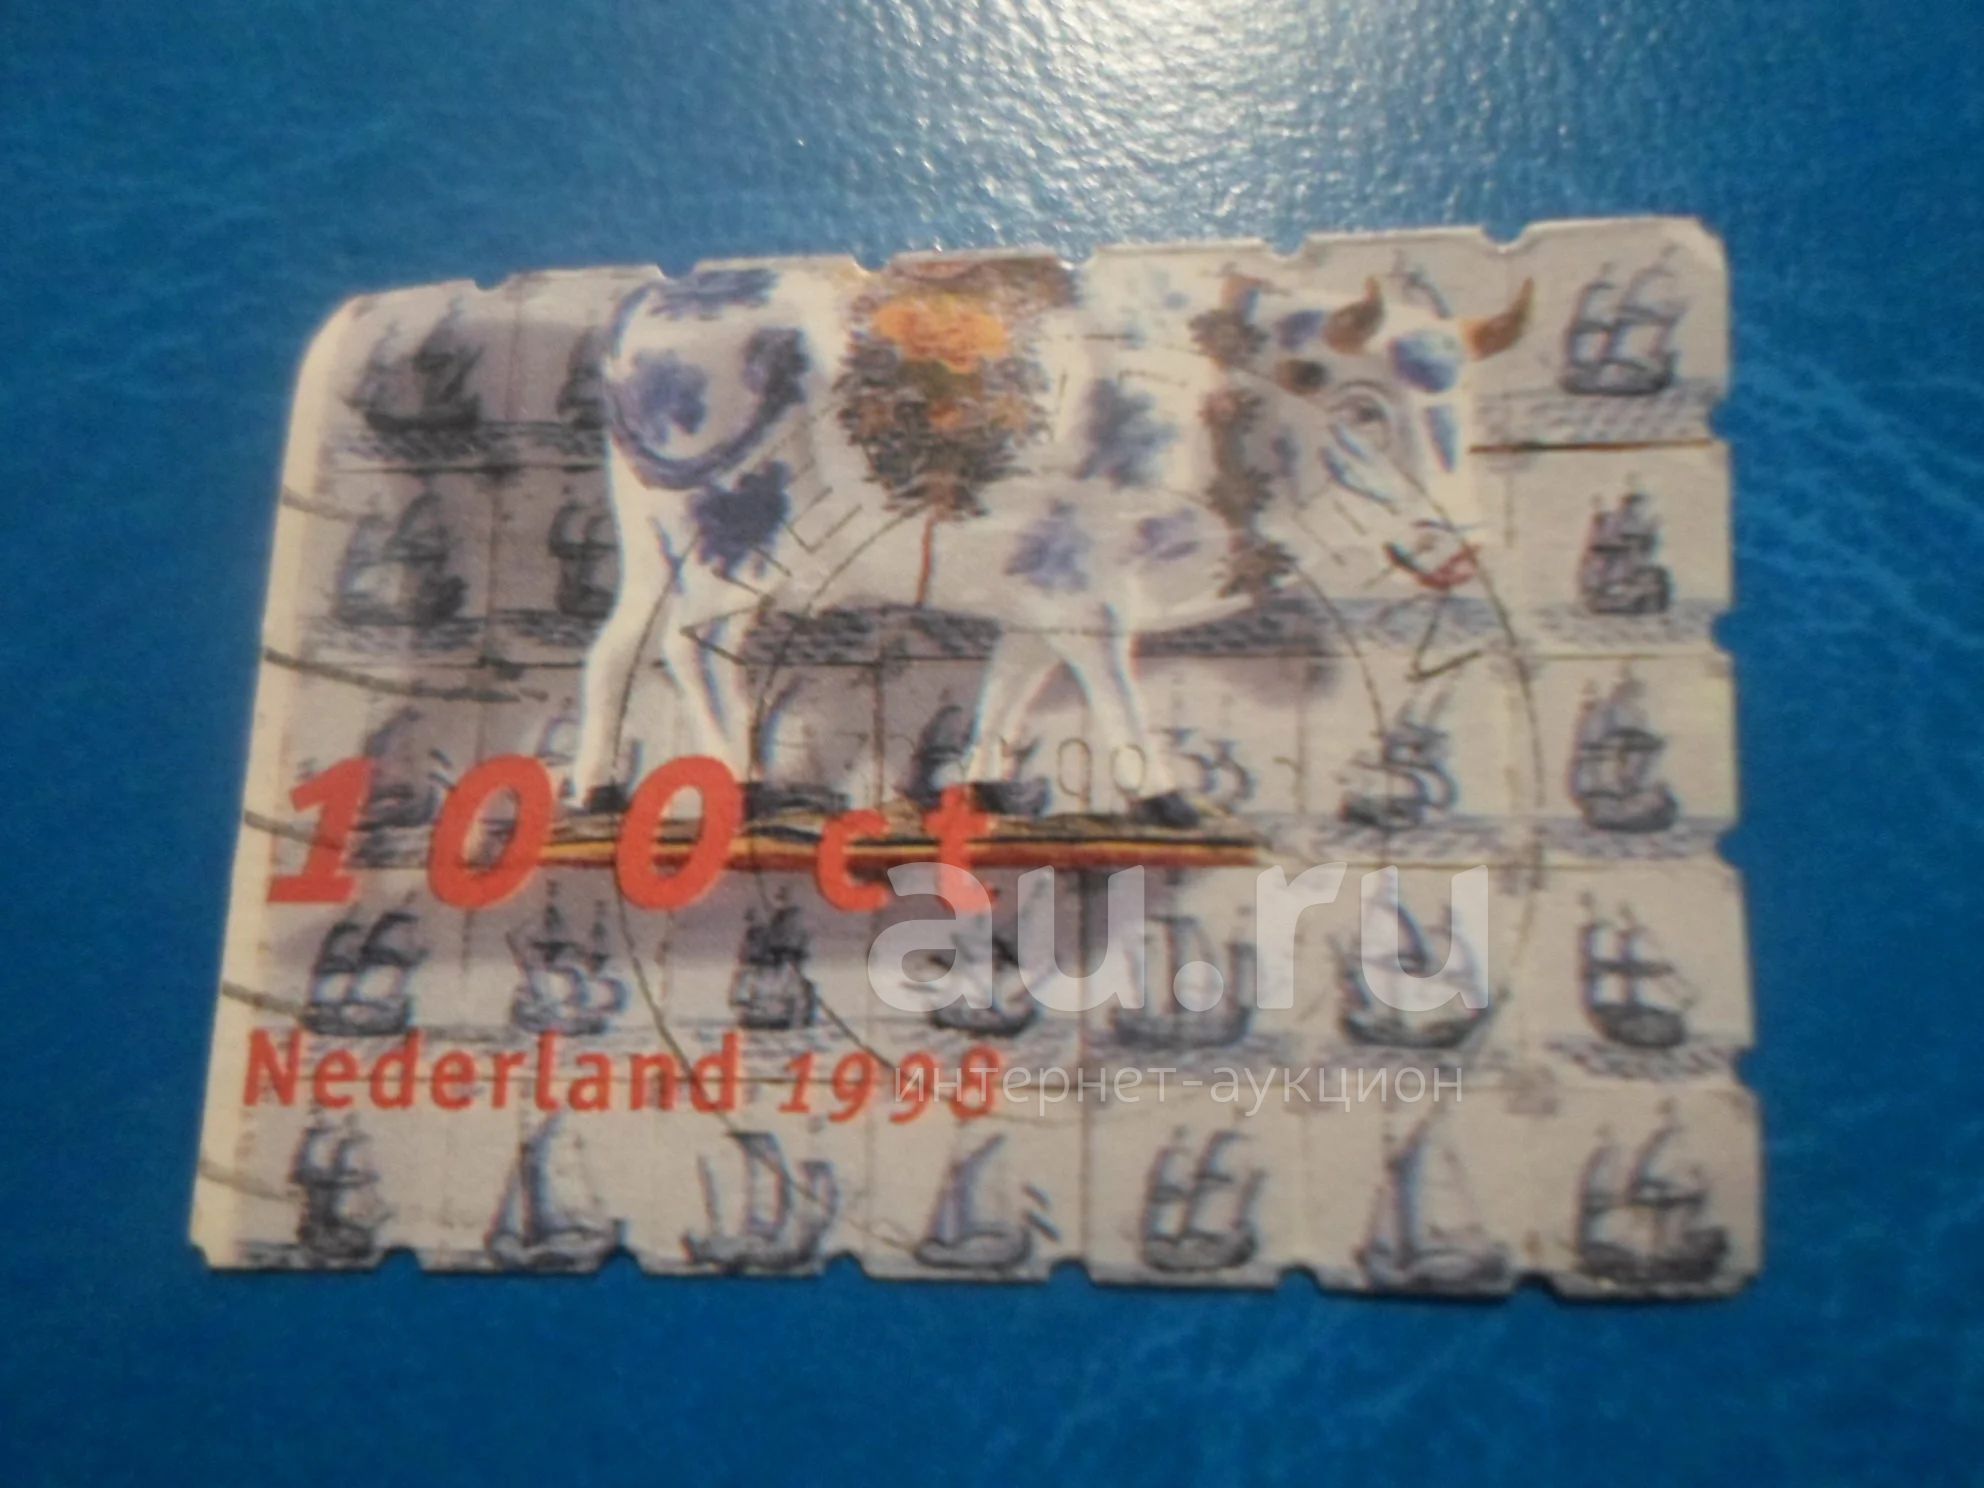 100 ct
au.ru
Nederland 1998
интернет-аукцион